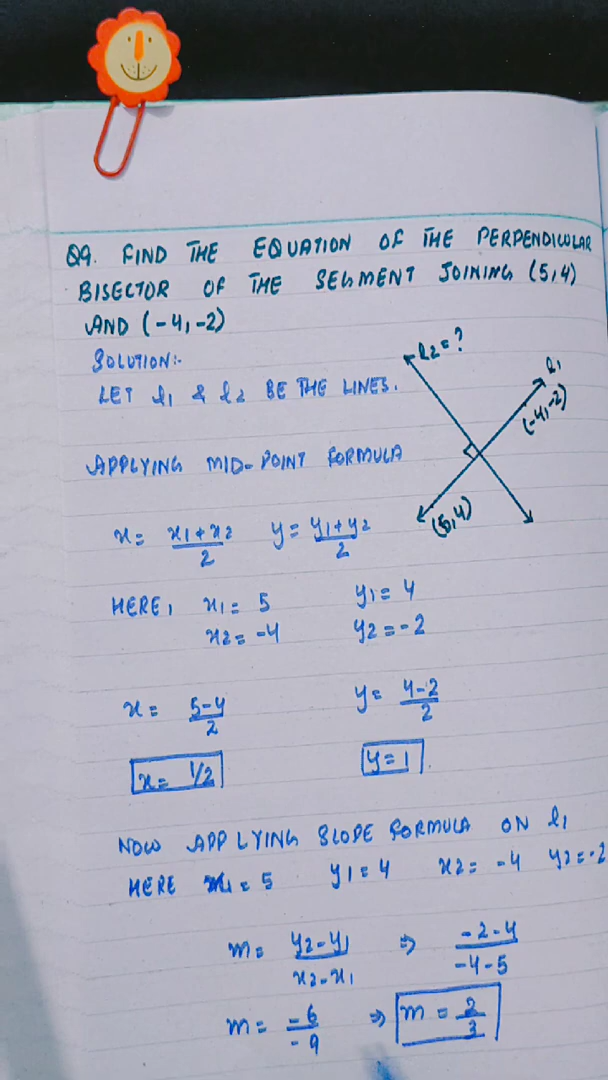 Q9. FIND THE EQUATION OF THE PERPENDICULAR
BISECTOR OF THE SEGMENT JOINING (5,4)
AND (-4,-2)
SOLUTION:-
LET l1 & l2 BE THE LINES.
l2=?
l1
(-4,-2)
(5,4)
APPLYING MID-POINT FORMULA
x= x1+x2/2 y= y1+y2/2
HERE, x1= 5 y1= 4
x2= -4 y2=-2
x= 5-4/2 y= 4-2/2
x= 1/2 y=1
NOW APPLYING SLOPE FORMULA ON l1
HERE x1=5 y1=4 x2= -4 y2=-2
m= y2-y1/x2-x1 ⇒ -2-4/-4-5
m= -6/-9 ⇒ m = 2/3